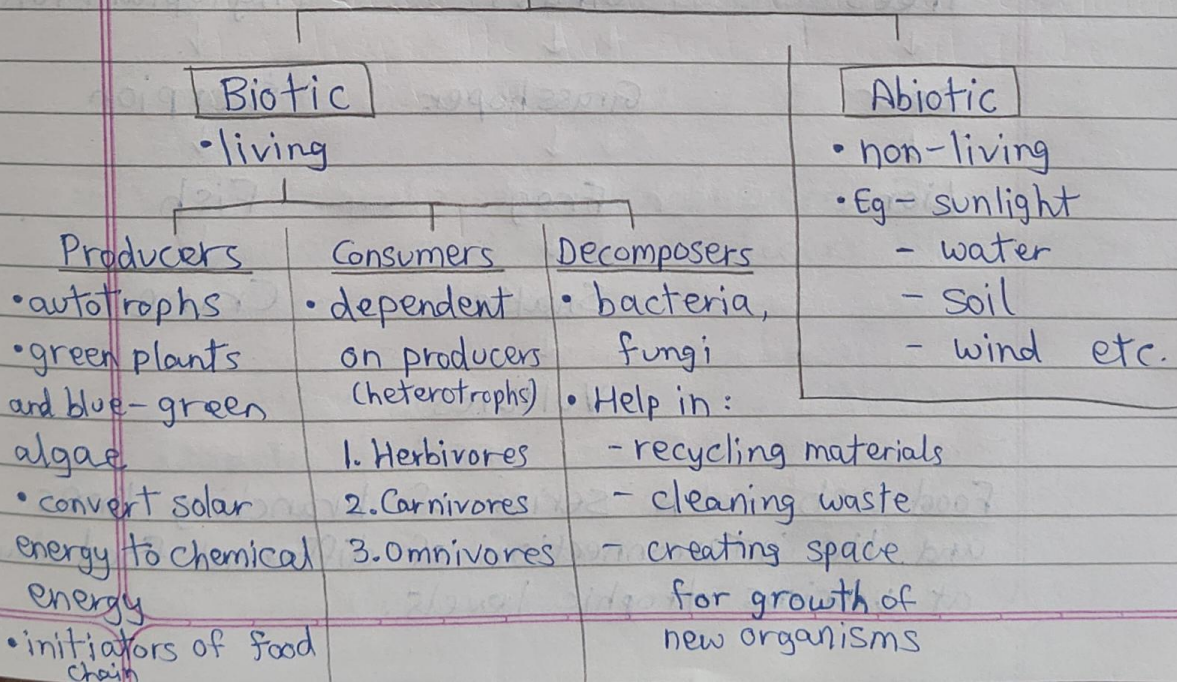 Biotic
•living
Producers
•autotrophs
•green plants
and blue-green
algae
•convert solar
energy to chemical
energy
•initiators of food
chain
Consumers
•dependent
on producers
(heterotrophs)
1. Herbivores
2. Carnivores
3. Omnivores
Decomposers
•bacteria,
fungi
•Help in:
-recycling materials
- cleaning waste
- creating space
for growth of
new organisms
Abiotic
•non-living
•Eg- sunlight
- water
- soil
- wind etc.